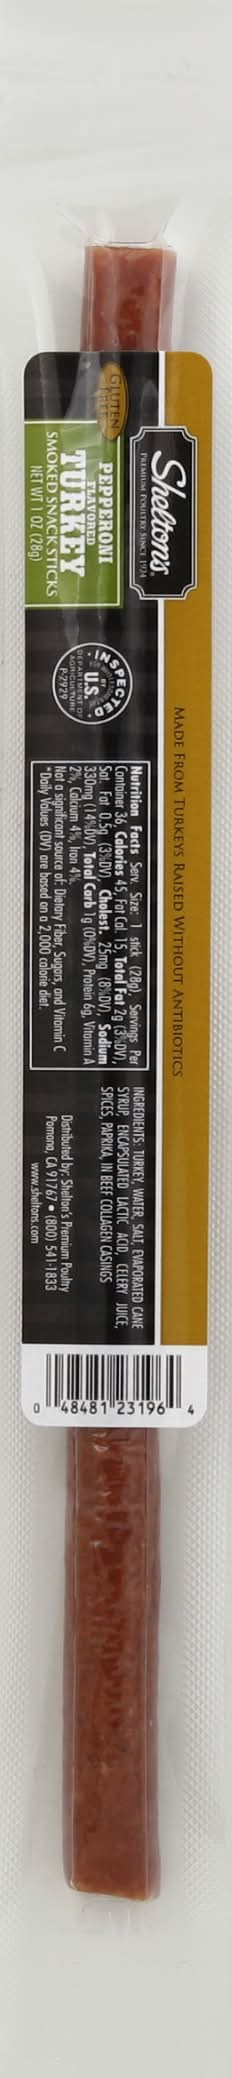 GLUTEN
FREE
Shelton's
PREMIUM POULTRY SINCE 1924
PEPPERONI
FLAVORED
TURKEY
SMOKED SNACK STICKS
NET WT 1 OZ (28g)
MADE FROM TURKEYS RAISED WITHOUT ANTIBIOTICS
INSPECTED
FOR WHOLESOMENESS BY
U.S.
DEPARTMENT OF
AGRICULTURE
P-2929
Nutrition Facts Serv. Size: 1 stick (28g), Servings Per
Container 36, Calories 45, Fat Cal. 15, Total Fat 2g (3%DV),
Sat. Fat 0.5g (3%DV), Cholest. 25mg (8%DV), Sodium
330mg (14%DV), Total Carb 1g (0%DV), Protein 6g, Vitamin A
2%, Calcium 4%, Iron 4%.
Not a significant source of: Dietary Fiber, Sugars, and Vitamin C
*Daily Values (DV) are based on a 2,000 calorie diet.
INGREDIENTS: TURKEY, WATER, SALT, EVAPORATED CANE
SYRUP, ENCAPSULATED LACTIC ACID, CELERY JUICE,
SPICES, PAPRIKA, IN BEEF COLLAGEN CASINGS
Distributed by: Shelton's Premium Poultry
Pomona, CA 91767 • (800) 541-1833
www.sheltons.com
0 48481 23196 4